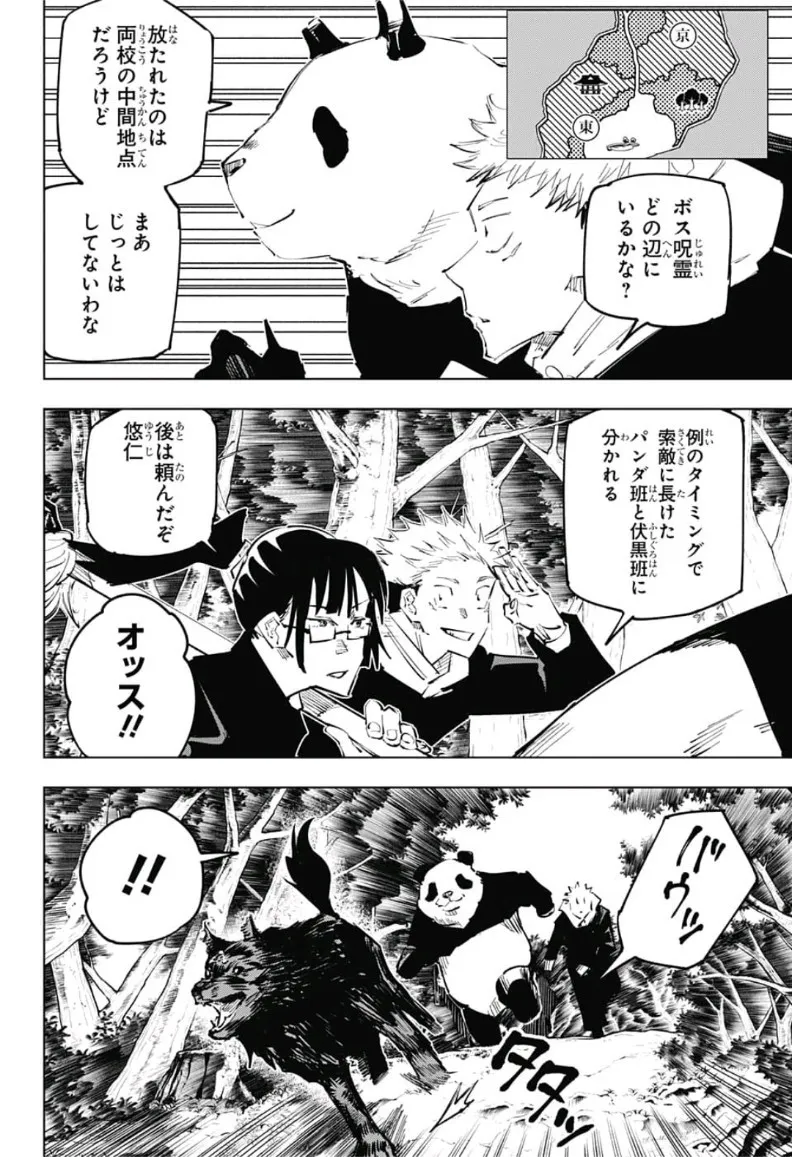 京
東
ボス呪霊
どの辺に
いるかな?
放たれたのは
両校の中間地点
だろうけど
まあ
じっとは
してないわな
例のタイミングで
索敵に長けた
パンダ班と伏黒班に
分かれる
後は頼んだぞ
悠仁
オッス!!
バウッ
!!
タタタッ